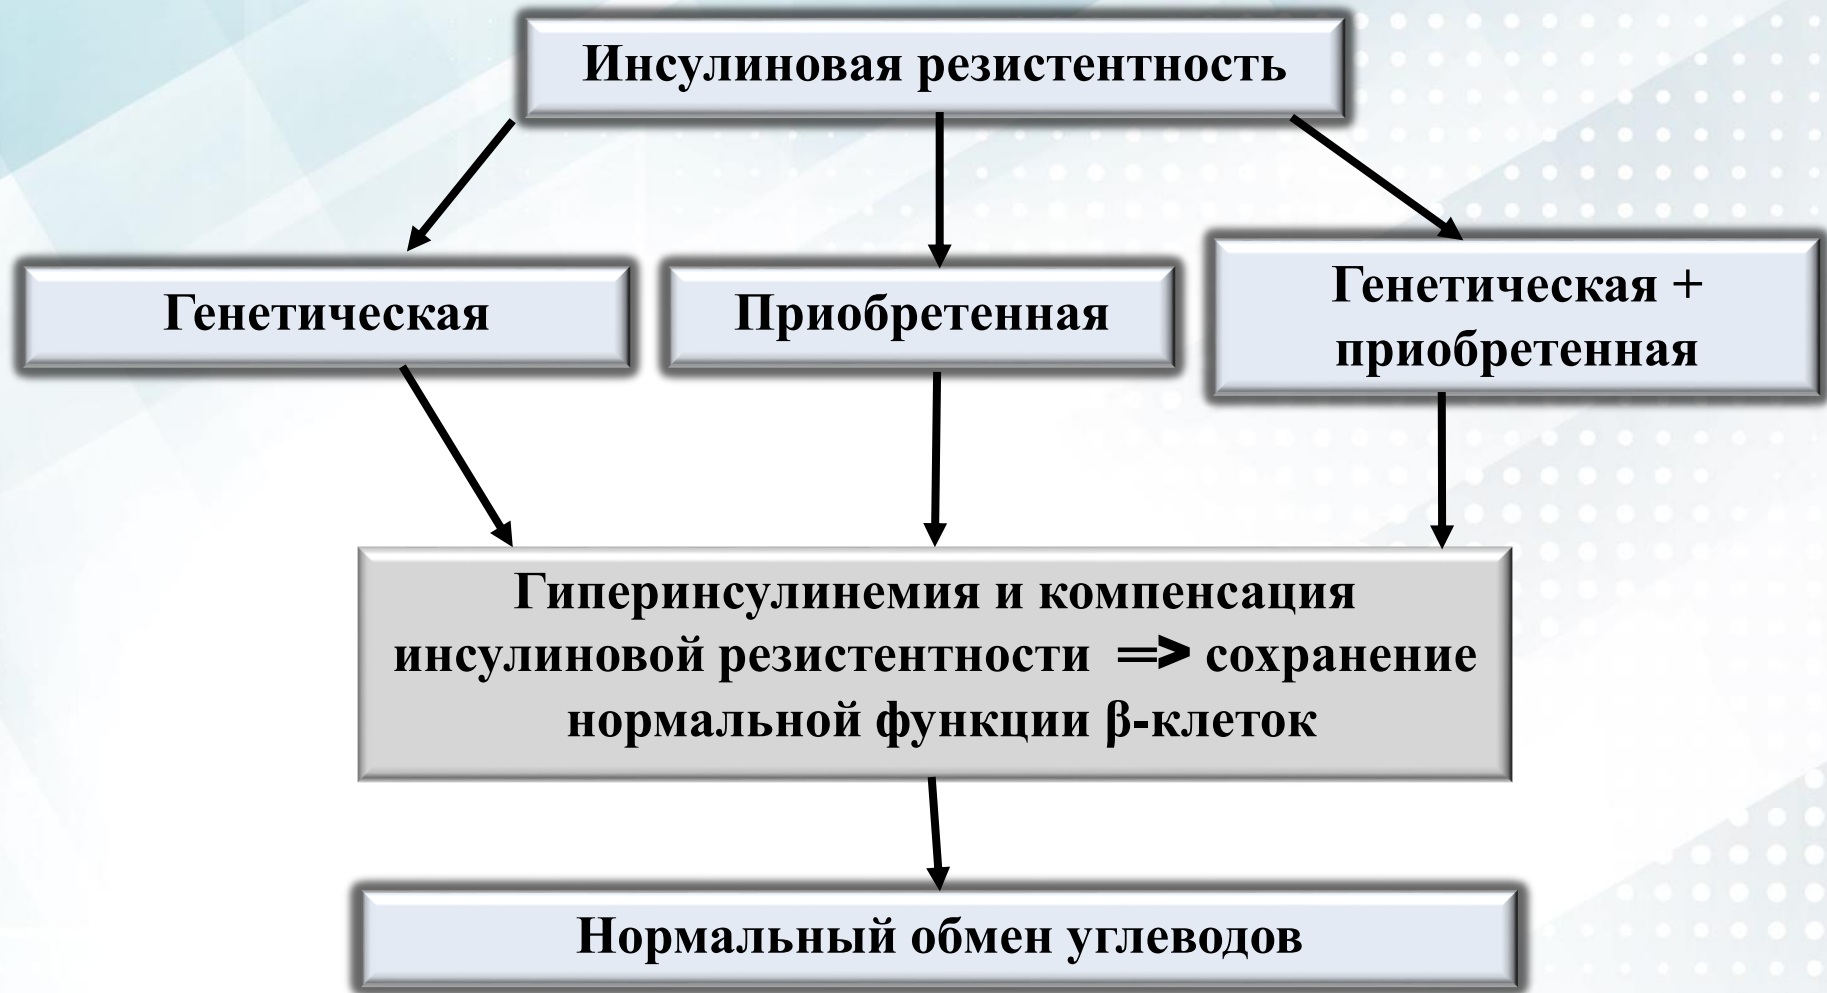 Инсулиновая резистентность
Генетическая
Приобретенная
Генетическая +
приобретенная
Гиперинсулинемия и компенсация
инсулиновой резистентности => сохранение
нормальной функции β-клеток
Нормальный обмен углеводов